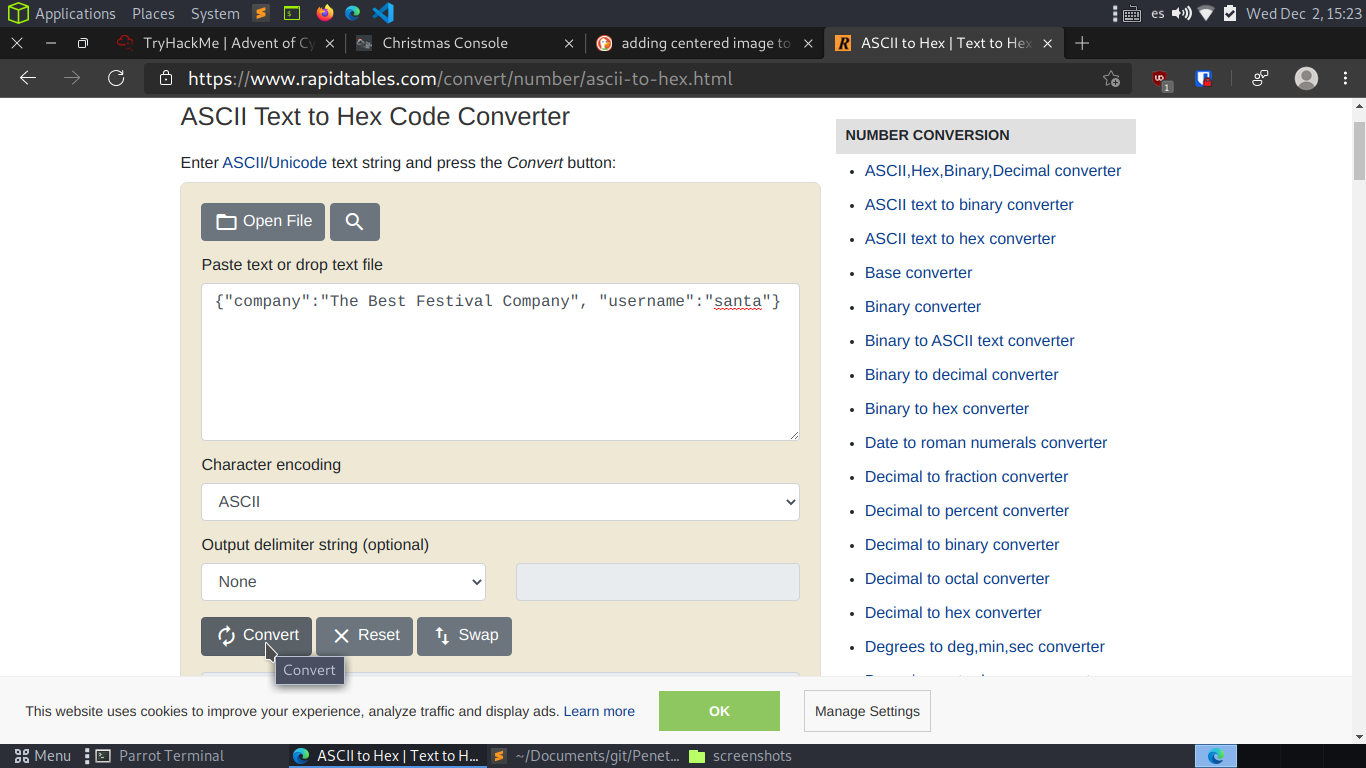 Applications Places System es Wed Dec 2, 15:23
TryHackMe | Advent of Cy Christmas Console adding centered image to ASCII to Hex | Text to Hex
https://www.rapidtables.com/convert/number/ascii-to-hex.html
1
ASCII Text to Hex Code Converter
Enter ASCII/Unicode text string and press the Convert button:
Open File
Paste text or drop text file
{"company":"The Best Festival Company", "username":"santa"}
Character encoding
ASCII
Output delimiter string (optional)
None
Convert Reset Swap
Convert
NUMBER CONVERSION
ASCII,Hex,Binary,Decimal converter
ASCII text to binary converter
ASCII text to hex converter
Base converter
Binary converter
Binary to ASCII text converter
Binary to decimal converter
Binary to hex converter
Date to roman numerals converter
Decimal to fraction converter
Decimal to percent converter
Decimal to binary converter
Decimal to octal converter
Decimal to hex converter
Degrees to deg,min,sec converter
This website uses cookies to improve your experience, analyze traffic and display ads. Learn more OK Manage Settings
Menu Parrot Terminal ASCII to Hex | Text to H... ~/Documents/git/Penet... screenshots